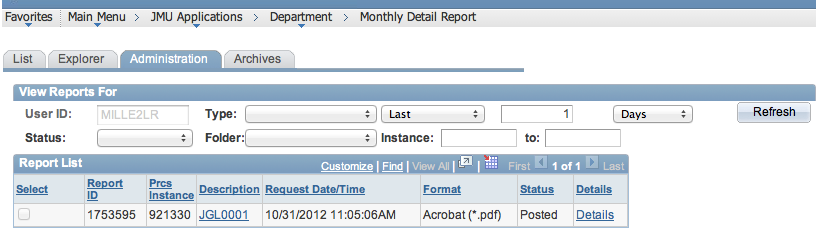 Favorites Main Menu > JMU Applications > Department > Monthly Detail Report
List Explorer Administration Archives
View Reports For
User ID: MILLE2LR Type: Last 1 Days Refresh
Status: Folder: Instance: to:
Report List Customize | Find | View All | | First 1 of 1 Last
Select Report ID Prcs Instance Description Request Date/Time Format Status Details
1753595 921330 JGL0001 10/31/2012 11:05:06AM Acrobat (*.pdf) Posted Details